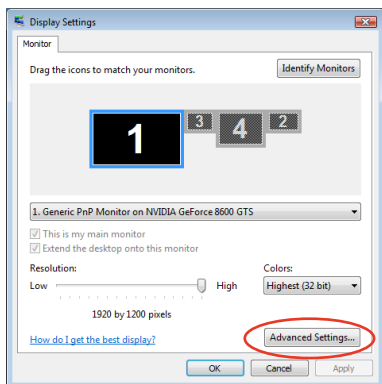 Display Settings
Monitor
Drag the icons to match your monitors.
Identify Monitors
1
3
4
2
1. Generic PnP Monitor on NVIDIA GeForce 8600 GTS
This is my main monitor
Extend the desktop onto this monitor
Resolution:
Colors:
Low
High
Highest (32 bit)
1920 by 1200 pixels
How do I get the best display?
Advanced Settings...
OK
Cancel
Apply